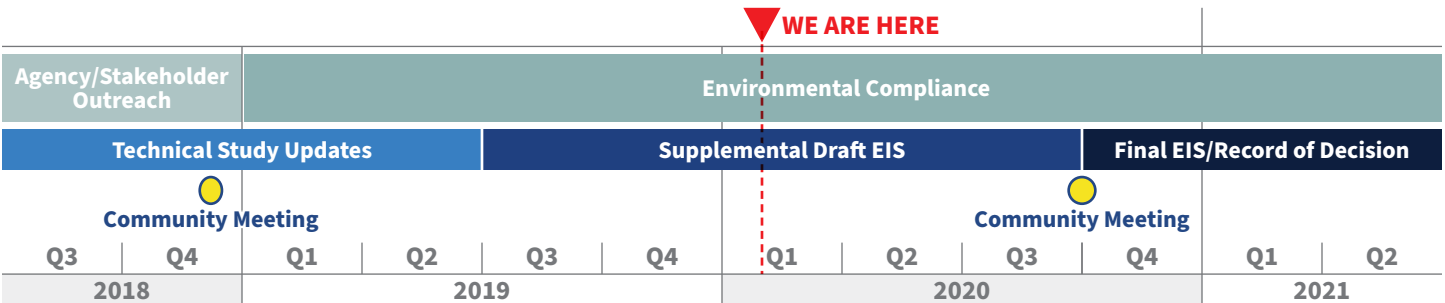 WE ARE HERE
Agency/Stakeholder
Outreach
Environmental Compliance
Technical Study Updates
Supplemental Draft EIS
Final EIS/Record of Decision
Community Meeting
Community Meeting
Q3 Q4 Q1 Q2 Q3 Q4 Q1 Q2 Q3 Q4 Q1 Q2
2018 2019 2020 2021